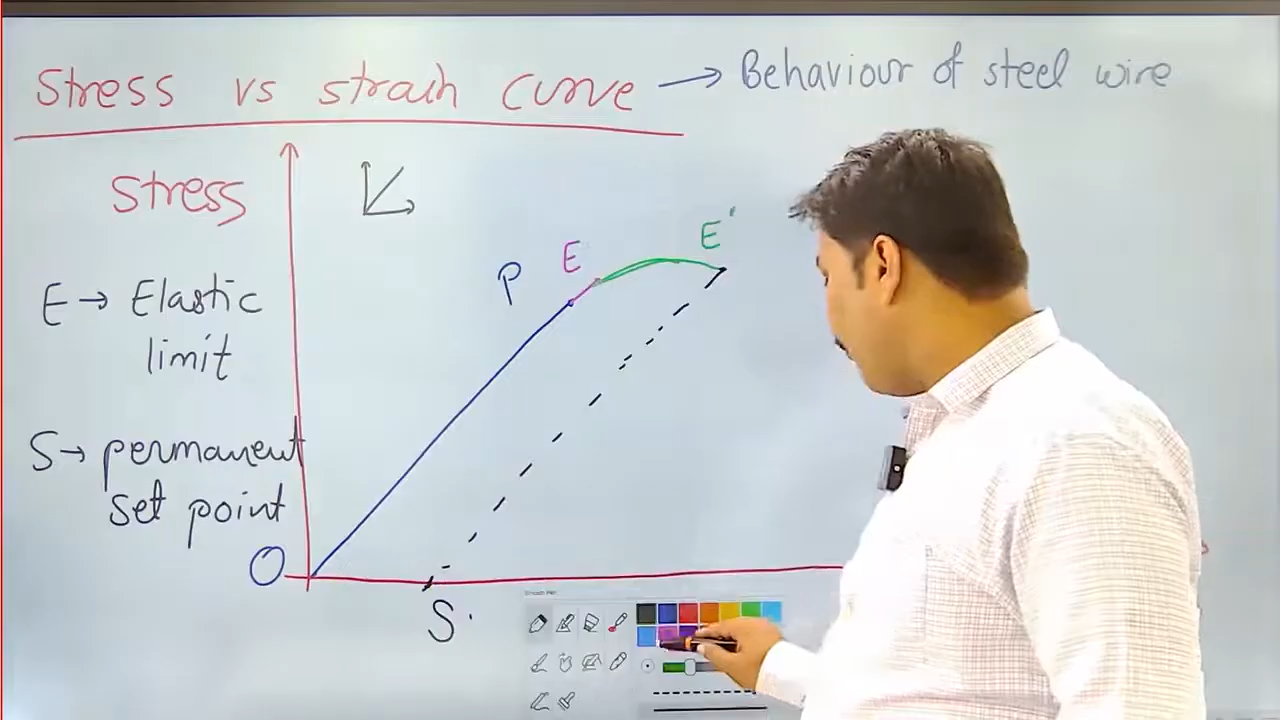 Stress vs strain curve → Behaviour of steel wire
Stress
E → Elastic
limit
S → permanent
set point
P
E
E'
O
S